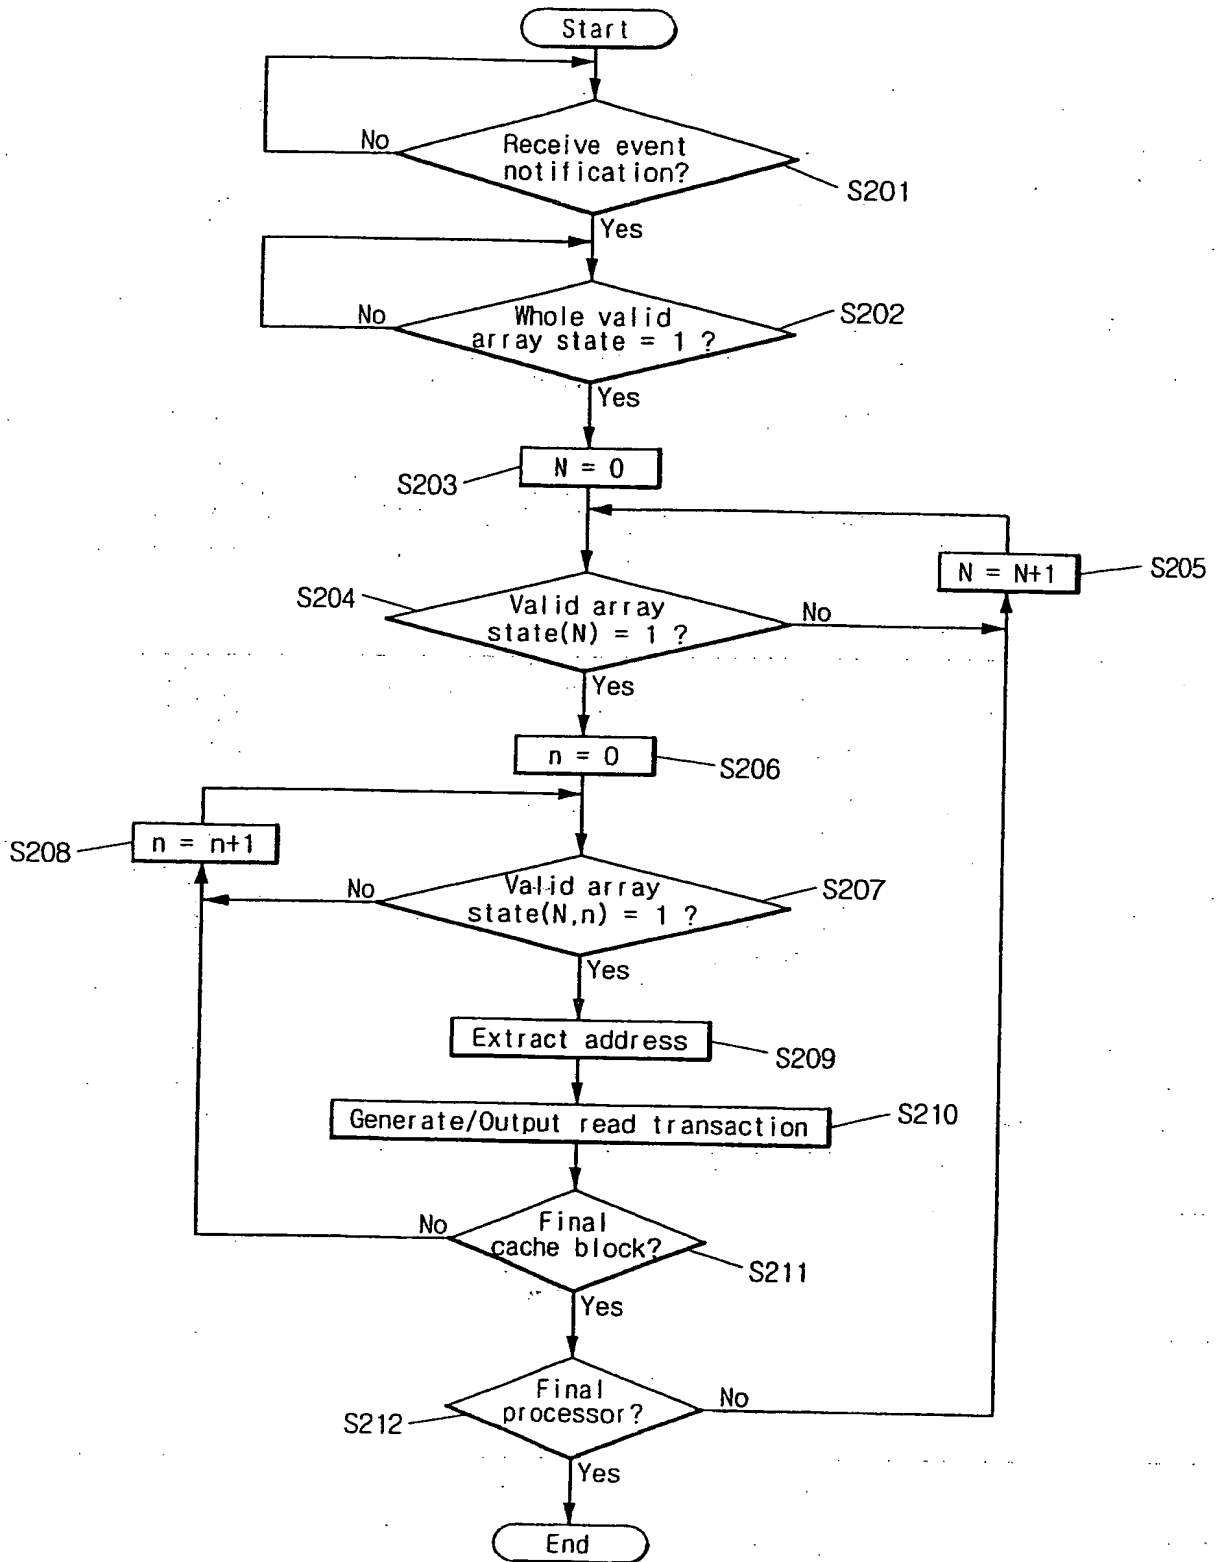 Start
No
Receive event
notification?
S201
Yes
No
Whole valid
array state = 1 ?
S202
Yes
N = 0
S203
N = N+1
S205
S204
Valid array
state(N) = 1 ?
No
Yes
n = 0
S206
S208
n = n+1
No
Valid array
state(N,n) = 1 ?
S207
Yes
Extract address
S209
Generate/Output read transaction
S210
No
Final
cache block?
S211
Yes
Final
processor?
No
S212
Yes
End